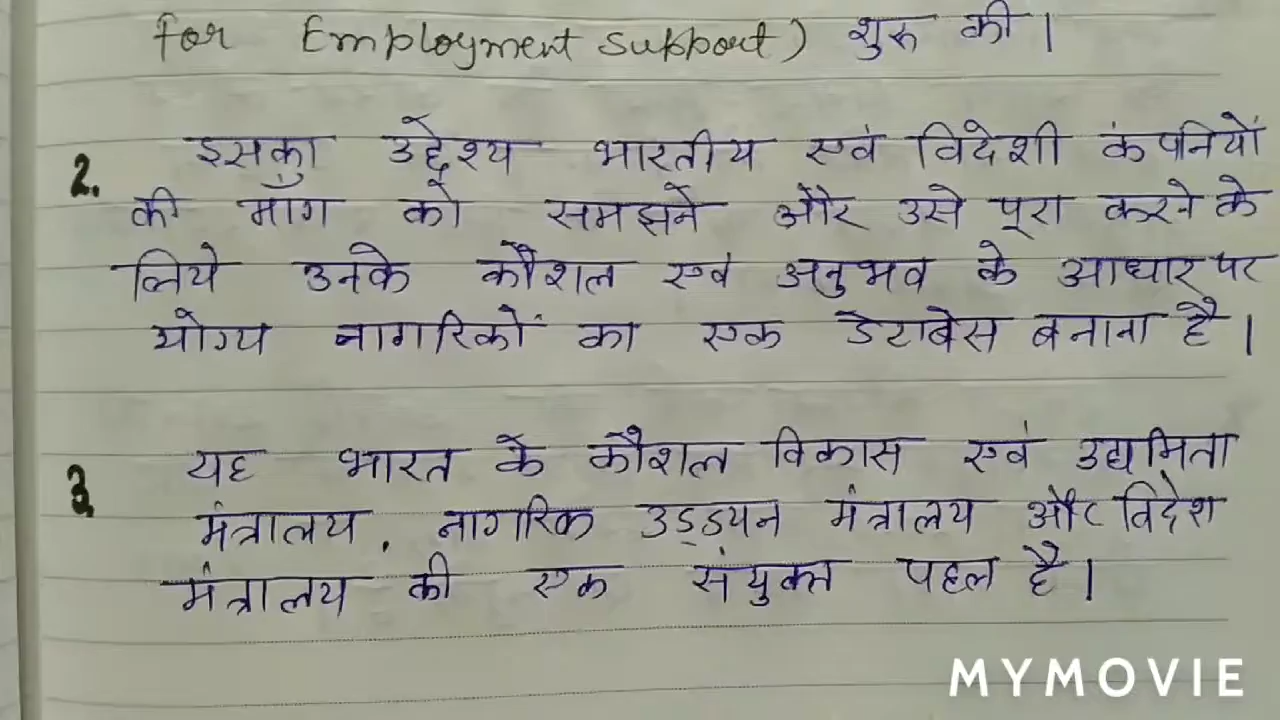 for Employment support) शुरू की।
2. इसका उद्देश्य भारतीय एवं विदेशी कंपनियों
की माँग को समझने और उसे पूरा करने के
लिये उनके कौशल एवं अनुभव के आधार पर
योग्य नागरिकों का एक डेटाबेस बनाना है।
3. यह भारत के कौशल विकास एवं उद्यमिता
मंत्रालय, नागरिक उड्डयन मंत्रालय और विदेश
मंत्रालय की एक संयुक्त पहल है।
MYMOVIE